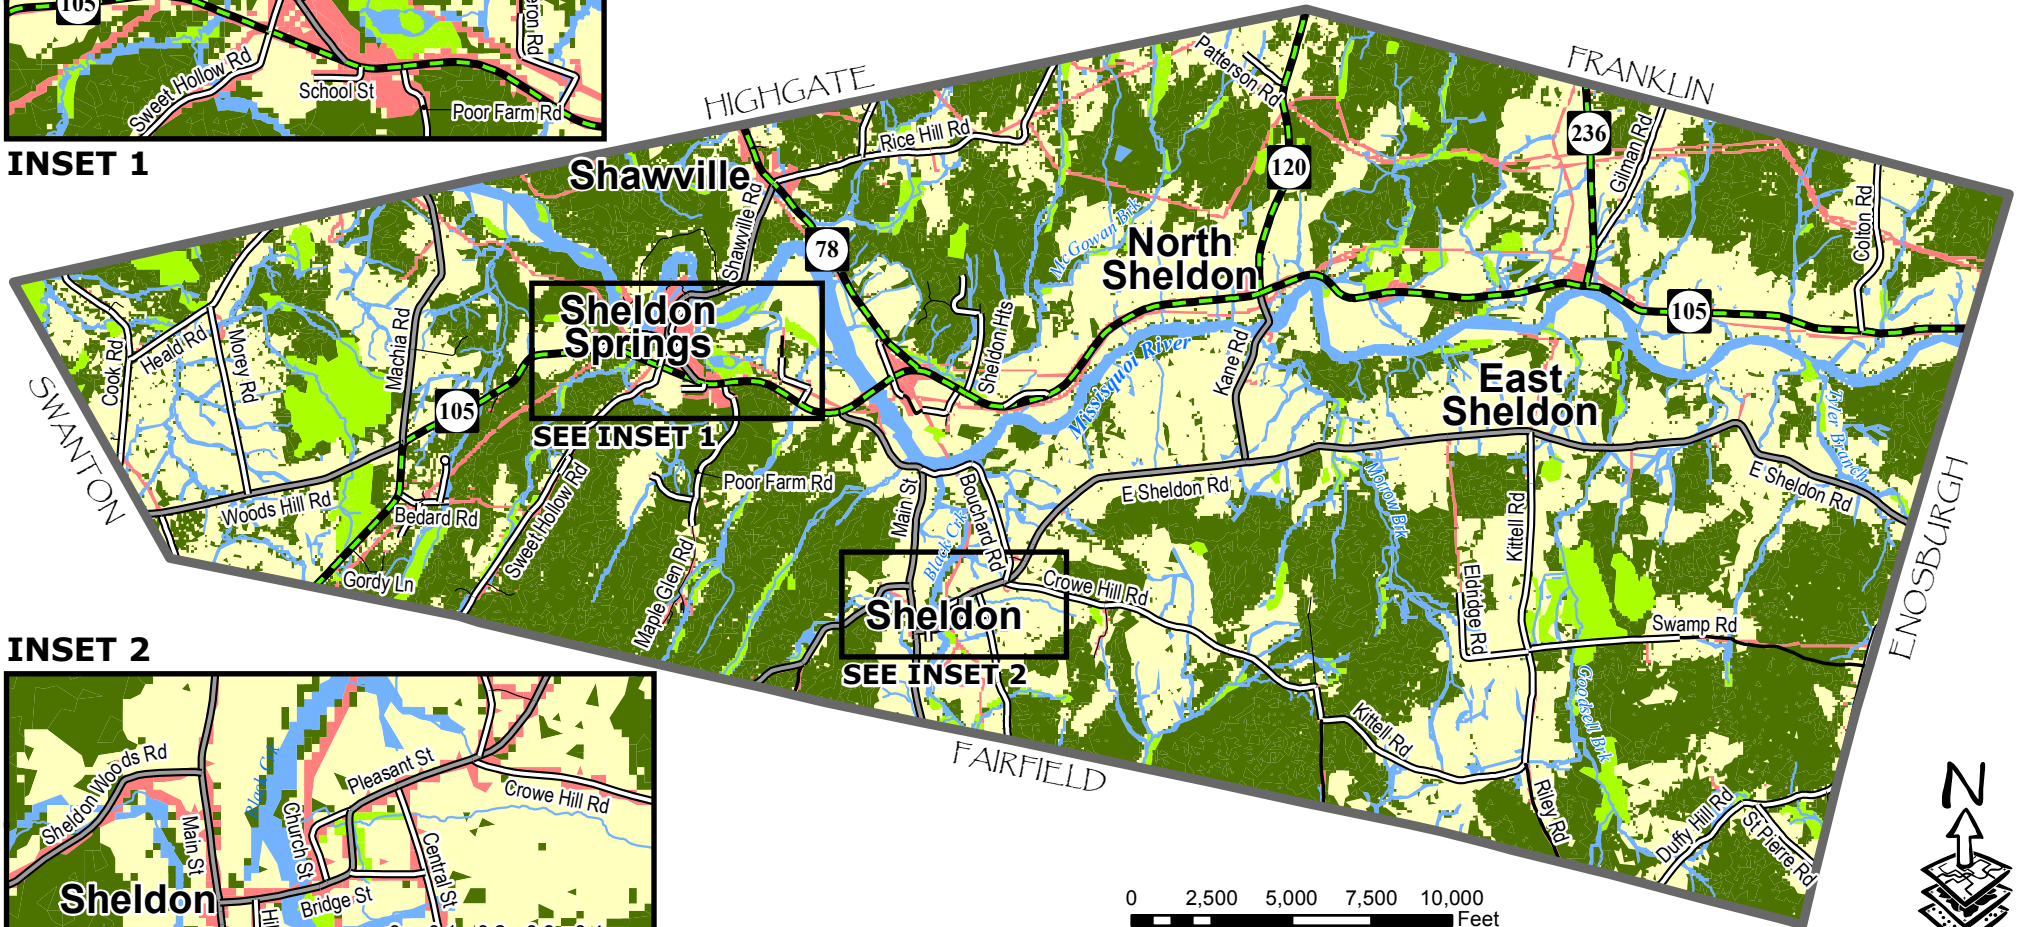 105
Sweet Hollow Rd
School St
Poor Farm Rd
INSET 1
HIGHGATE
FRANKLIN
Patterson Rd
Rice Hill Rd
236
Gilman Rd
Shawville
120
Shawville Rd
Colton Rd
McGowan Brk
North
Sheldon
78
Sheldon
Springs
105
Sheldon Hts
Machia Rd
Cook Rd
Heald Rd
Morey Rd
Missisquoi River
Kane Rd
East
Sheldon
Tyler Branch
SWANTON
105
SEE INSET 1
E Sheldon Rd
Poor Farm Rd
Woods Hill Rd
Bedard Rd
Sweet Hollow Rd
Main St
Bouchard Rd
E Sheldon Rd
Morrow Brk
Kittell Rd
ENOSBURGH
Gordy Ln
Maple Glen Rd
Black Crk
Crowe Hill Rd
Eldridge Rd
Sheldon
Swamp Rd
SEE INSET 2
Goodsell Brk
Kittell Rd
FAIRFIELD
Riley Rd
Duffy Hill Rd
St Pierre Rd
N
INSET 2
Sheldon Woods Rd
Black Crk
Pleasant St
Crowe Hill Rd
Main St
Church St
Central St
Sheldon
Bridge St
0 2,500 5,000 7,500 10,000
Feet